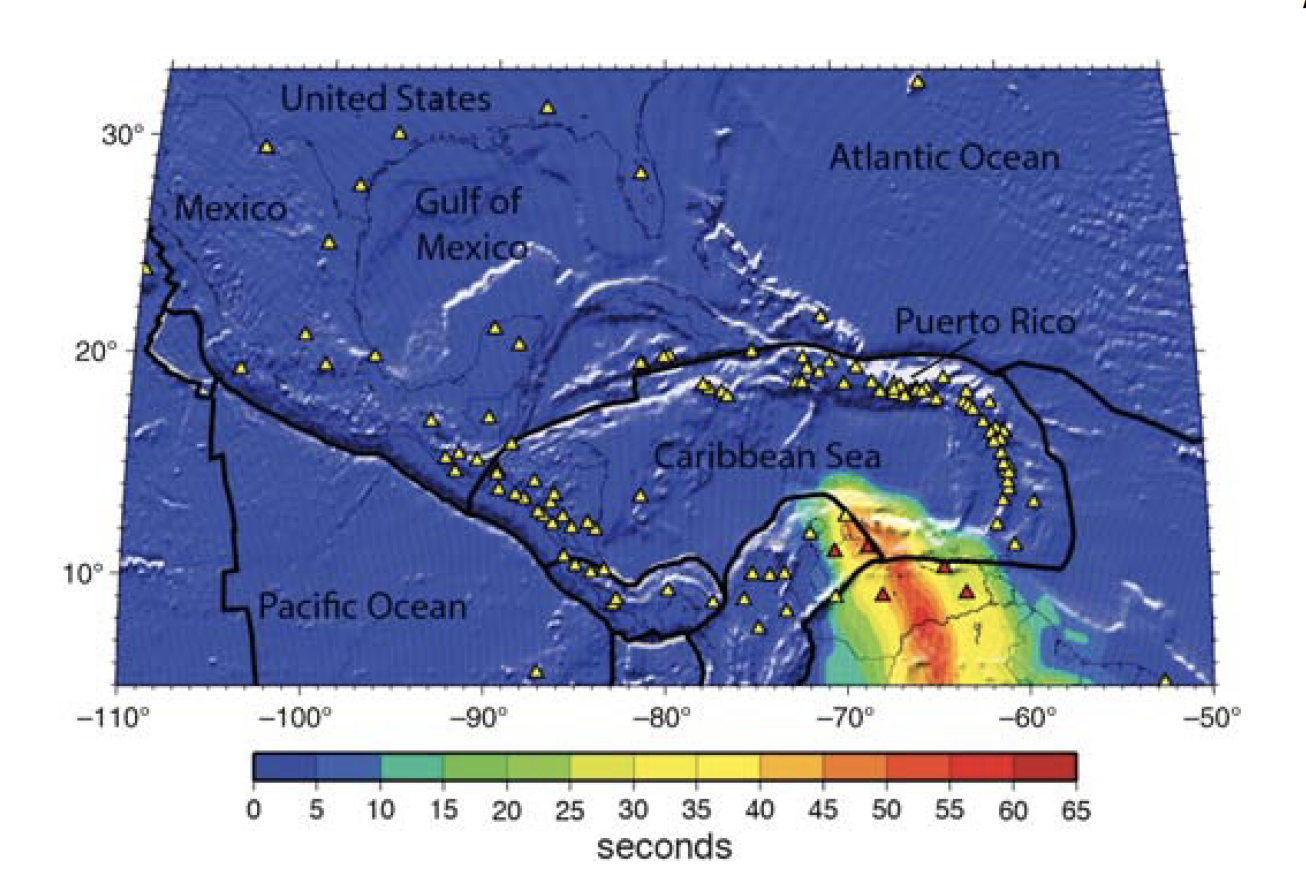 United States
30°
Atlantic Ocean
Mexico
Gulf of
Mexico
Puerto Rico
20°
Caribbean Sea
10°
Pacific Ocean
−110°
−100°
−90°
−80°
−70°
−60°
−50°
0
5
10
15
20
25
30
35
40
45
50
55
60
65
seconds